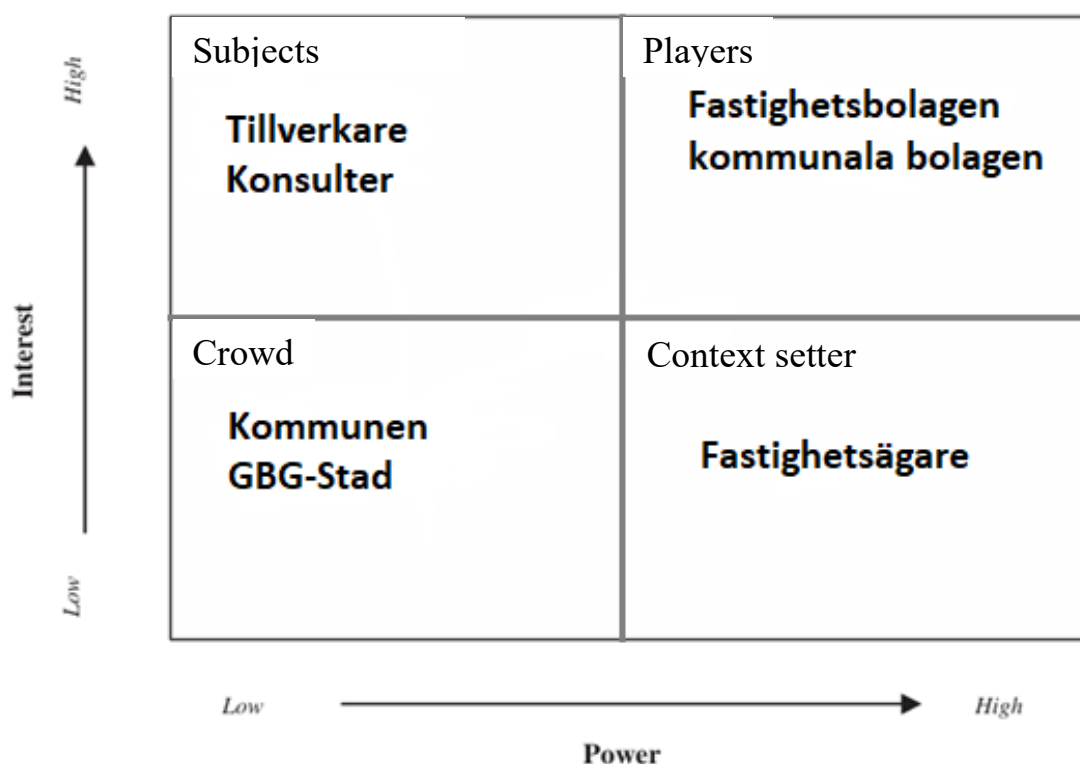 Subjects
Players
Tillverkare
Konsulter
Fastighetsbolagen
kommunala bolagen
Crowd
Context setter
Kommunen
GBG-Stad
Fastighetsägare
High
Interest
Low
Low
High
Power